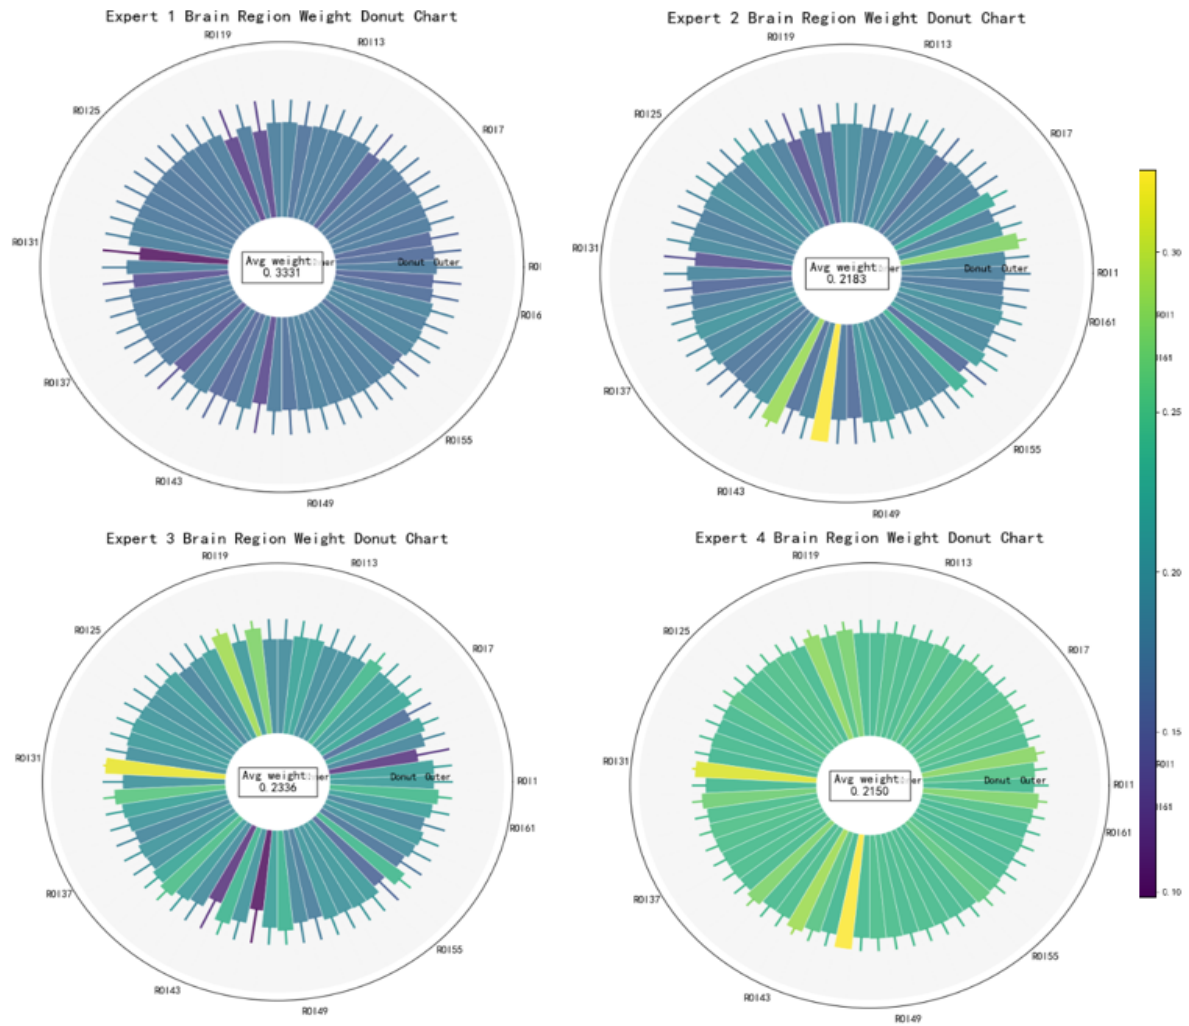 Expert 1 Brain Region Weight Donut Chart
ROI19
ROI13
ROI25
ROI7
ROI31
Avg weight:
0.3331
Donut
Outer
ROI
ROI6
ROI37
ROI55
ROI43
ROI49
Expert 2 Brain Region Weight Donut Chart
ROI19
ROI13
ROI25
ROI7
ROI31
Avg weight:
0.2183
Donut
Outer
ROI1
ROI61
ROI37
ROI55
ROI43
ROI49
Expert 3 Brain Region Weight Donut Chart
ROI19
ROI13
ROI25
ROI7
ROI31
Avg weight:
0.2336
Donut
Outer
ROI1
ROI61
ROI37
ROI55
ROI43
ROI49
Expert 4 Brain Region Weight Donut Chart
ROI19
ROI13
ROI25
ROI7
ROI31
Avg weight:
0.2150
Donut
Outer
ROI1
ROI61
ROI37
ROI55
ROI43
ROI49
0.30
ROI1
I61
0.25
0.20
0.15
ROI1
I61
0.10